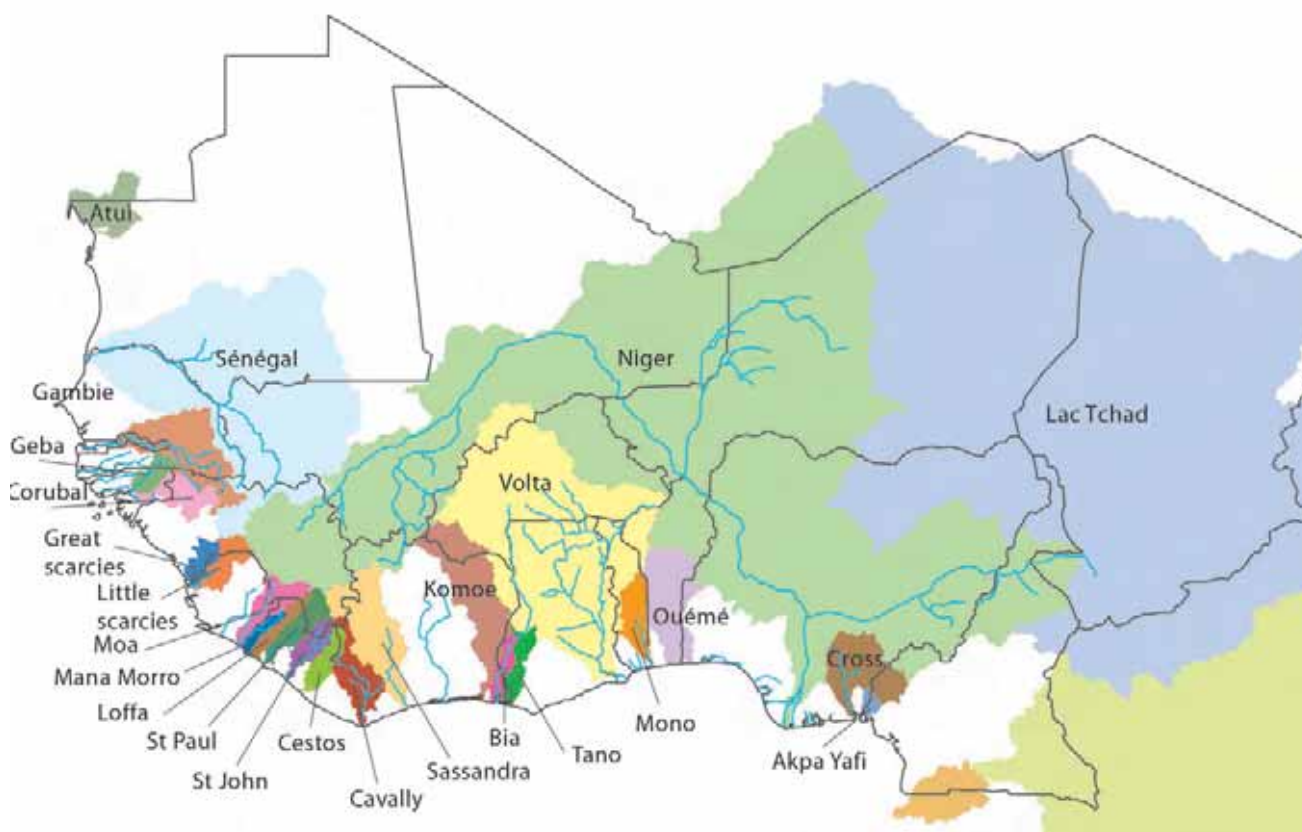 Atui
Sénégal
Niger
Gambie
Lac Tchad
Geba
Corubal
Volta
Great
scarcies
Little
scarcies
Komoe
Ouémé
Moa
Mana Morro
Cross
Loffa
St Paul
Cestos
Bia
Mono
St John
Sassandra
Tano
Akpa Yafi
Cavally